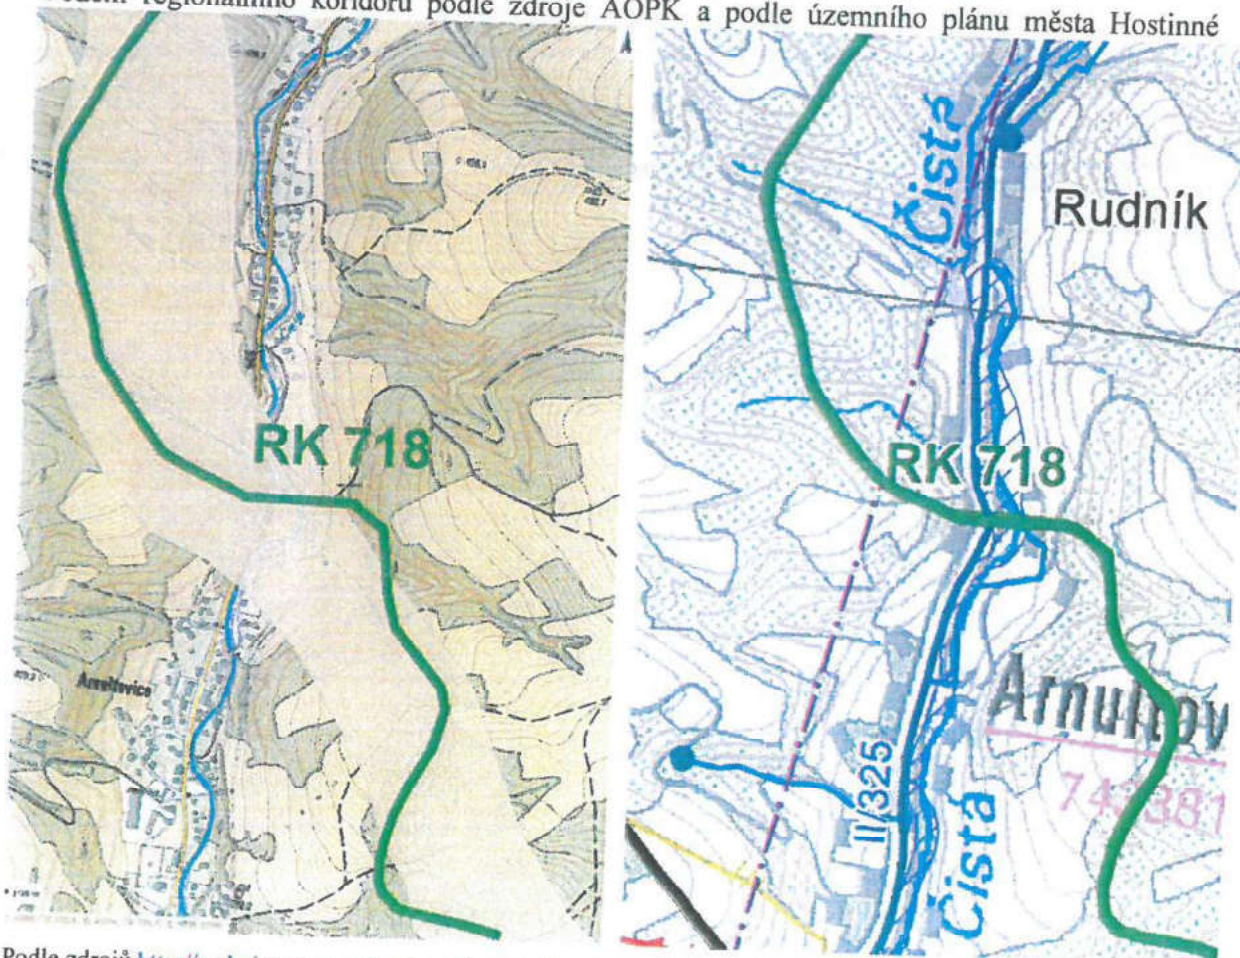 regionálního koridoru podle zdroje AOPK a podle územního plánu města Hostinné
RK 718
Arnultovice
Čistá
Rudník
RK 718
Arnultov
II/325
Čistá
Podle zdrojů